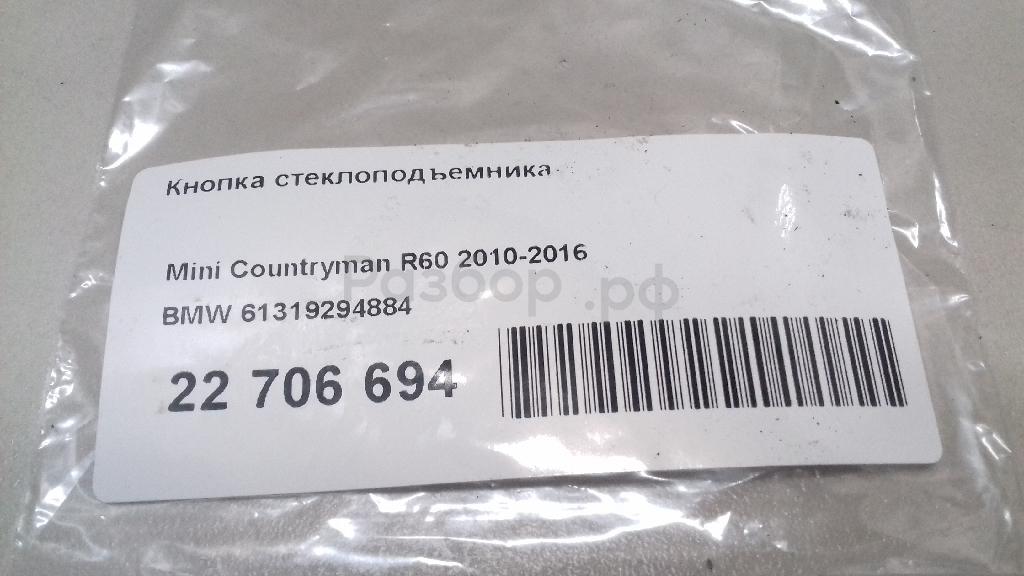 Кнопка стеклоподъемника
Mini Countryman R60 2010-2016
Разбор.рф
BMW 61319294884
22 706 694